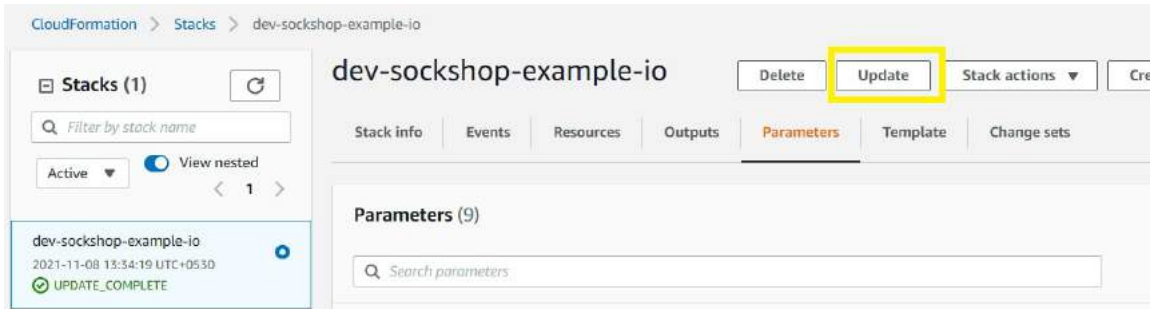 CloudFormation > Stacks > dev-sockshop-example-io
Stacks (1)
Filter by stock name
Active ▼ View nested
< 1 >
dev-sockshop-example-io
2021-11-08 13:34:19 UTC+0530
UPDATE_COMPLETE
dev-sockshop-example-io Delete Update Stack actions ▼ Cre
Stack info Events Resources Outputs Parameters Template Change sets
Parameters (9)
Search parameters